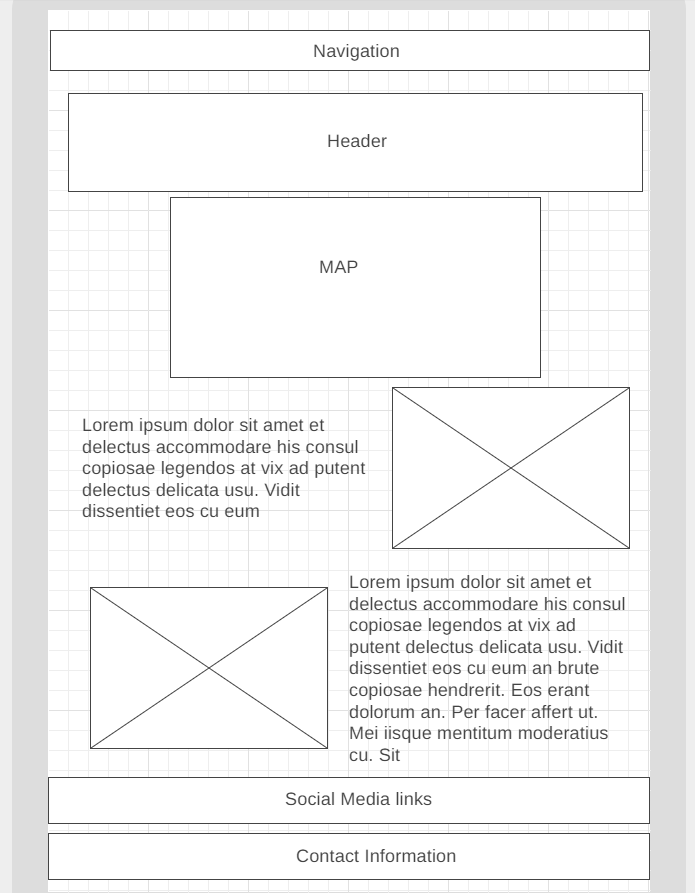 Navigation
Header
MAP
Lorem ipsum dolor sit amet et
delectus accommodare his consul
copiosae legendos at vix ad putent
delectus delicata usu. Vidit
dissentiet eos cu eum
Lorem ipsum dolor sit amet et
delectus accommodare his consul
copiosae legendos at vix ad
putent delectus delicata usu. Vidit
dissentiet eos cu eum an brute
copiosae hendrerit. Eos erant
dolorum an. Per facer affert ut.
Mei iisque mentitum moderatius
cu. Sit
Social Media links
Contact Information